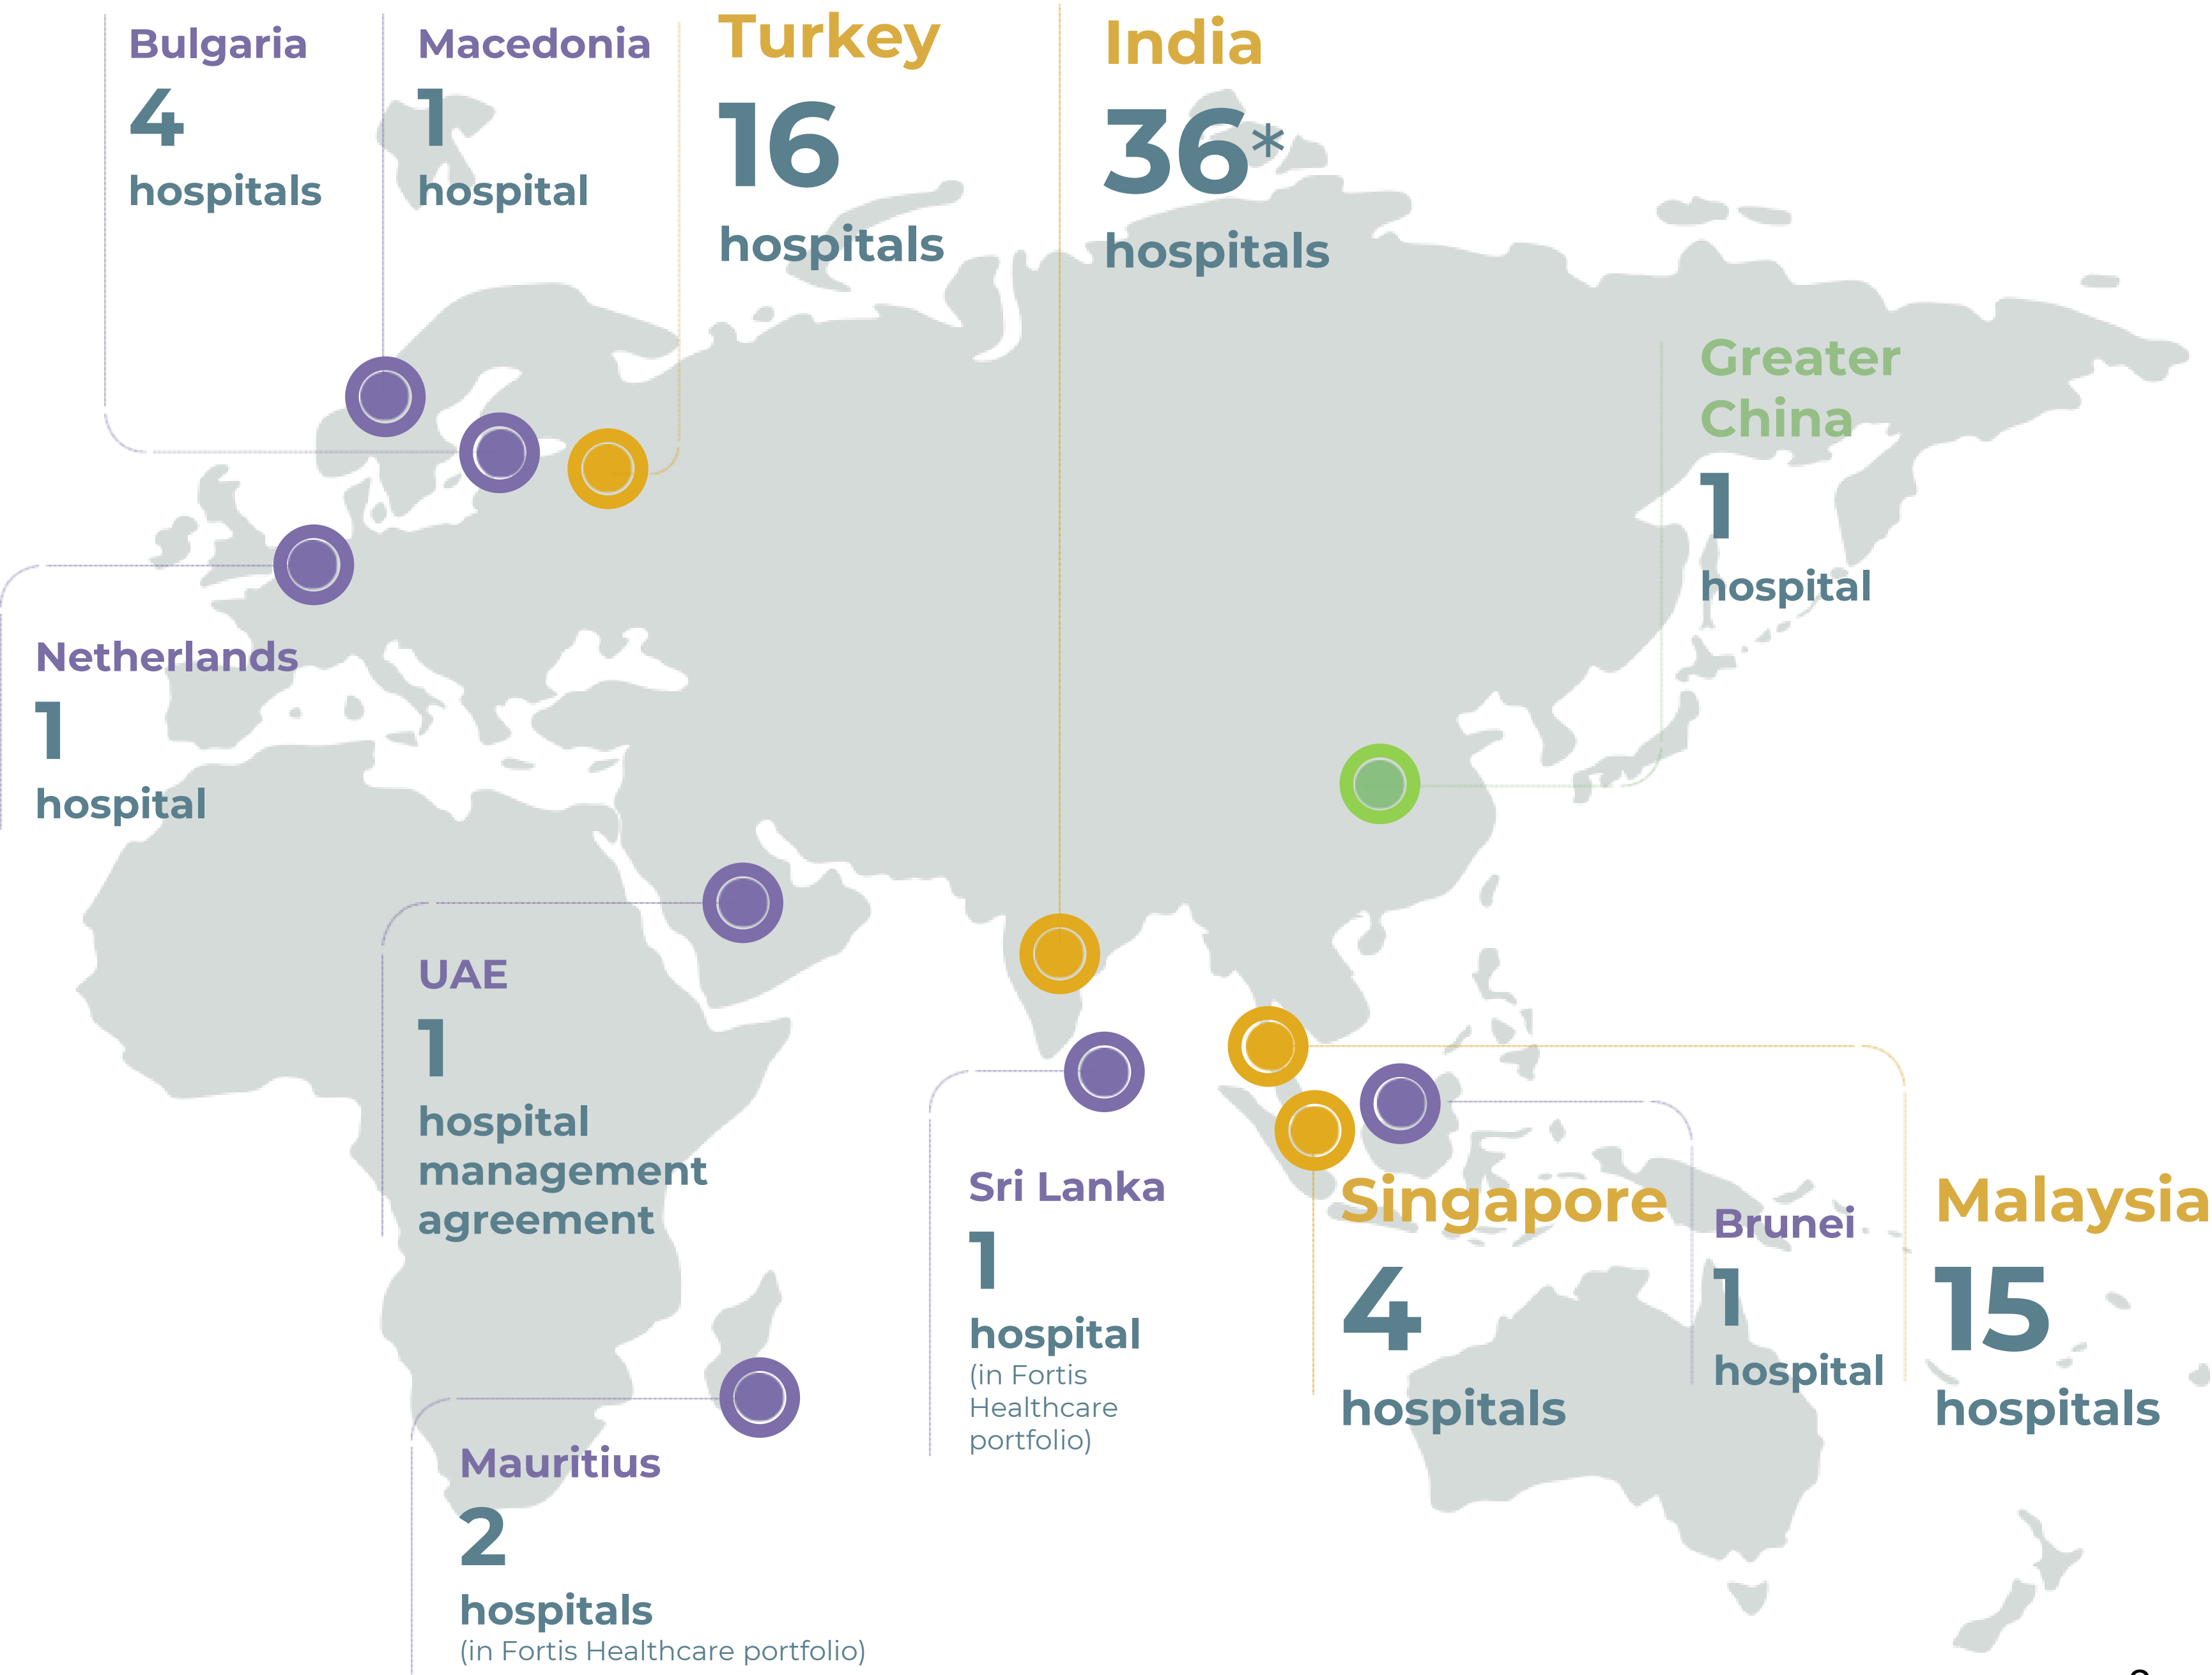 Bulgaria
4
hospitals
Macedonia
1
hospital
Turkey
16
hospitals
India
36*
hospitals
Greater
China
1
hospital
Netherlands
1
hospital
UAE
1
hospital
management
agreement
Sri Lanka
1
hospital
(in Fortis
Healthcare
portfolio)
Singapore
4
hospitals
Brunei
1
hospital
Malaysia
15
hospitals
Mauritius
2
hospitals
(in Fortis Healthcare portfolio)